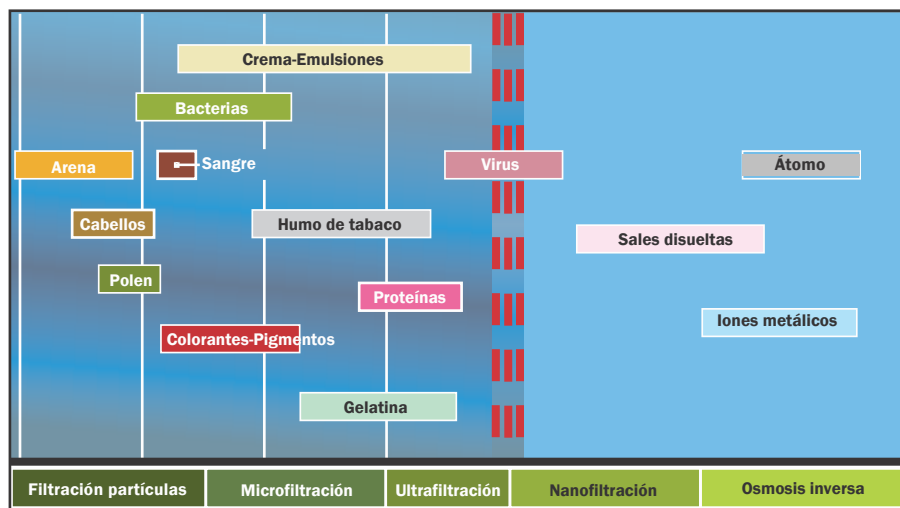 Crema-Emulsiones
Bacterias
Arena
Sangre
Virus
Átomo
Cabellos
Humo de tabaco
Sales disueltas
Polen
Proteínas
Iones metálicos
Colorantes-Pigmentos
Gelatina
Filtración partículas
Microfiltración
Ultrafiltración
Nanofiltración
Osmosis inversa